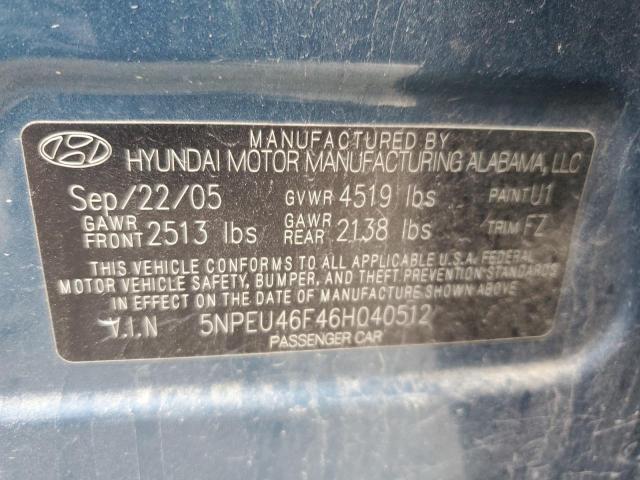 MANUFACTURED BY
HYUNDAI MOTOR MANUFACTURING ALABAMA, LLC
Sep/22/05 GVWR 4519 lbs PAINT U1
GAWR FRONT 2513 lbs GAWR REAR 2138 lbs TRIM FZ
THIS VEHICLE CONFORMS TO ALL APPLICABLE U.S.A. FEDERAL
MOTOR VEHICLE SAFETY, BUMPER, AND THEFT PREVENTION STANDARDS
IN EFFECT ON THE DATE OF MANUFACTURE SHOWN ABOVE.
V.I.N 5NPEU46F46H040512
PASSENGER CAR